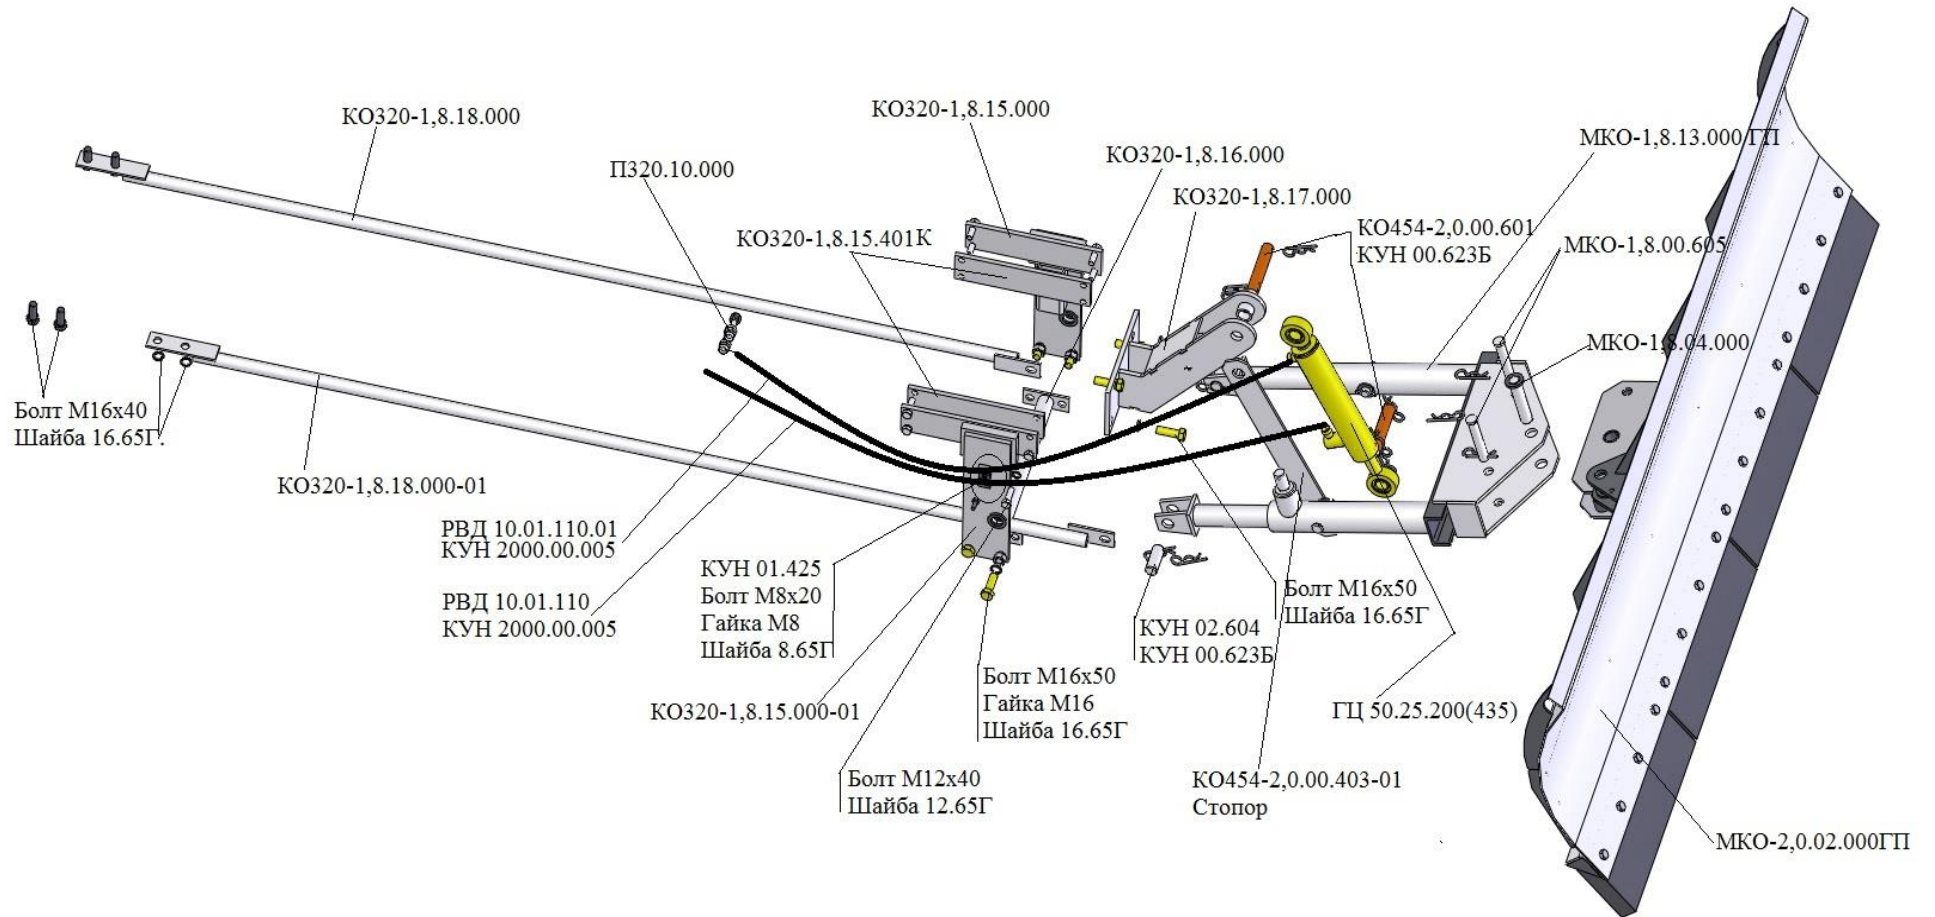 КО320-1,8.18.000
КО320-1,8.15.000
П320.10.000
КО320-1,8.16.000
МКО-1,8.13.000 ГП
КО320-1,8.17.000
КО320-1,8.15.401К
КО454-2,0.00.601
КУН 00.623Б
МКО-1,8.00.605
МКО-1,8.04.000
Болт М16х40
Шайба 16.65Г.
КО320-1,8.18.000-01
РВД 10.01.110.01
КУН 2000.00.005
РВД 10.01.110
КУН 2000.00.005
КУН 01.425
Болт М8х20
Гайка М8
Шайба 8.65Г
КО320-1,8.15.000-01
Болт М16х50
Гайка М16
Шайба 16.65Г
Болт М12х40
Шайба 12.65Г
КУН 02.604
КУН 00.623Б
Болт М16х50
Шайба 16.65Г
ГЦ 50.25.200(435)
КО454-2,0.00.403-01
Стопор
МКО-2,0.02.000ГП